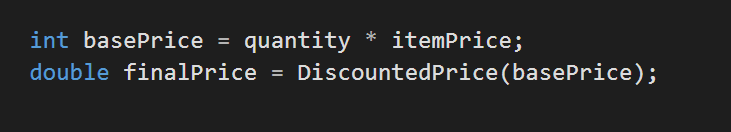 int basePrice = quantity * itemPrice;
double finalPrice = DiscountedPrice(basePrice);